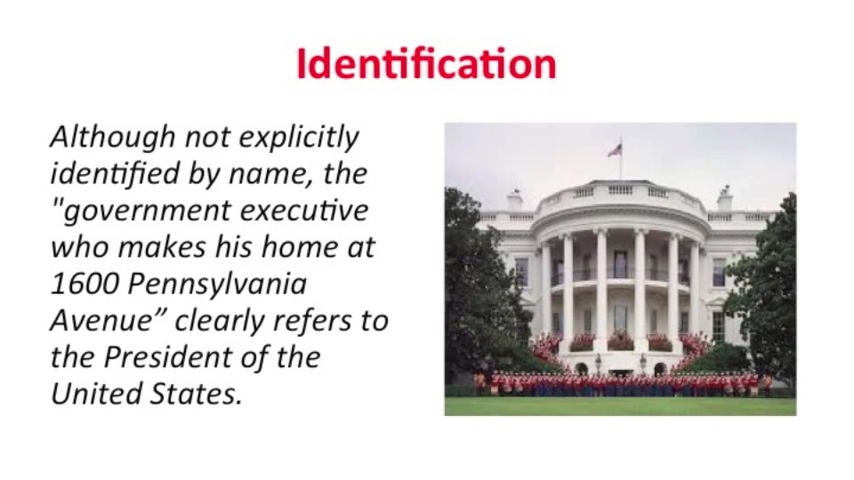 Identification
Although not explicitly
identified by name, the
"government executive
who makes his home at
1600 Pennsylvania
Avenue” clearly refers to
the President of the
United States.